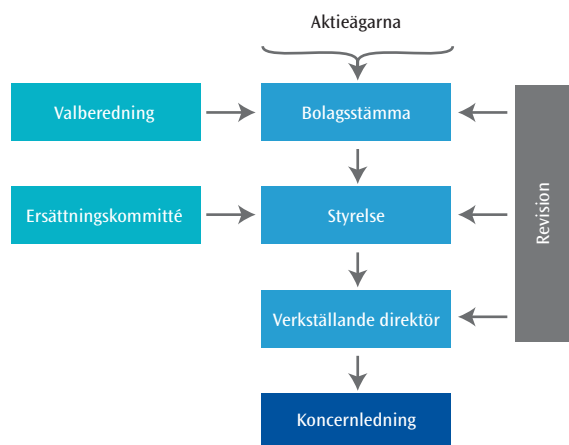 Aktieägarna
Valberedning
Bolagsstämma
Ersättningskommitté
Styrelse
Revision
Verkställande direktör
Koncernledning